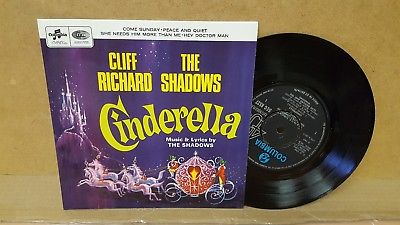 COME SUNDAY • PEACE AND QUIET
SHE NEEDS HIM MORE THAN ME • HEY DOCTOR MAN
CLIFF RICHARD
THE SHADOWS
Cinderella
Music & Lyrics by
THE SHADOWS
COLUMBIA